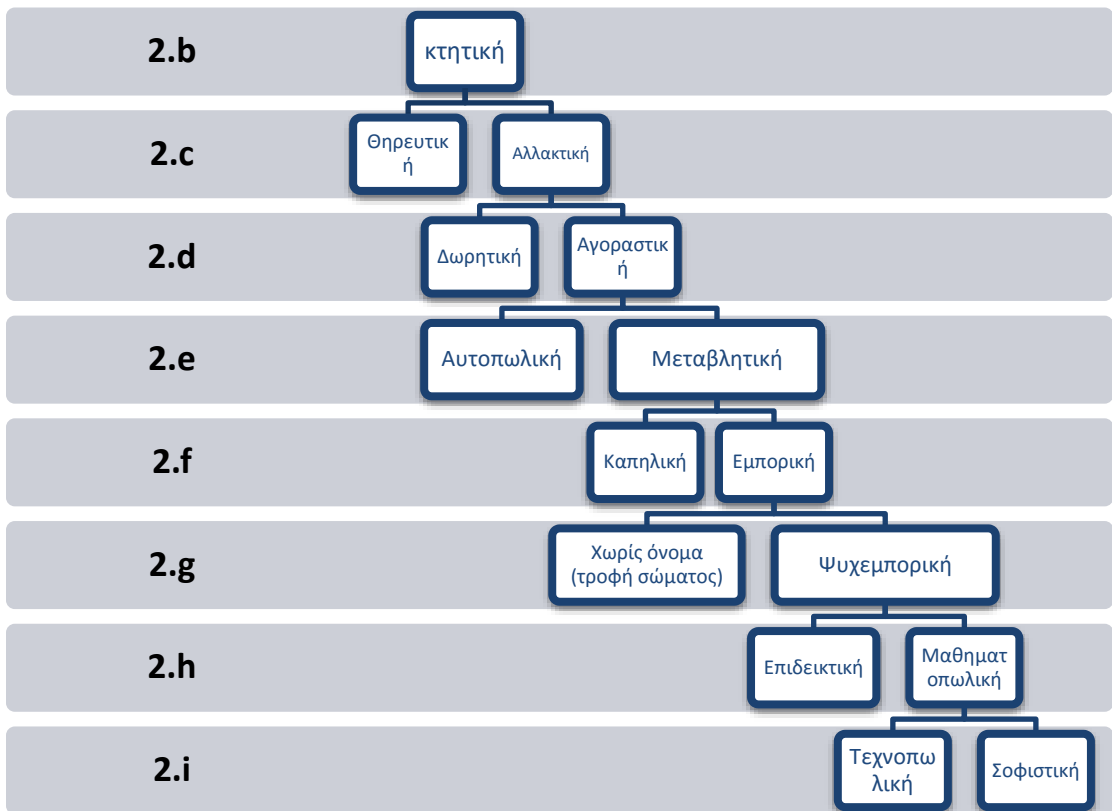 2.b
κτητική
2.c
Θηρευτικ
ή
Αλλακτική
2.d
Δωρητική
Αγοραστικ
ή
2.e
Αυτοπωλική
Μεταβλητική
2.f
Καπηλική
Εμπορική
2.g
Χωρίς όνομα
(τροφή σώματος)
Ψυχεμπορική
2.h
Επιδεικτική
Μαθηματ
οπωλική
2.i
Τεχνοπω
λική
Σοφιστική